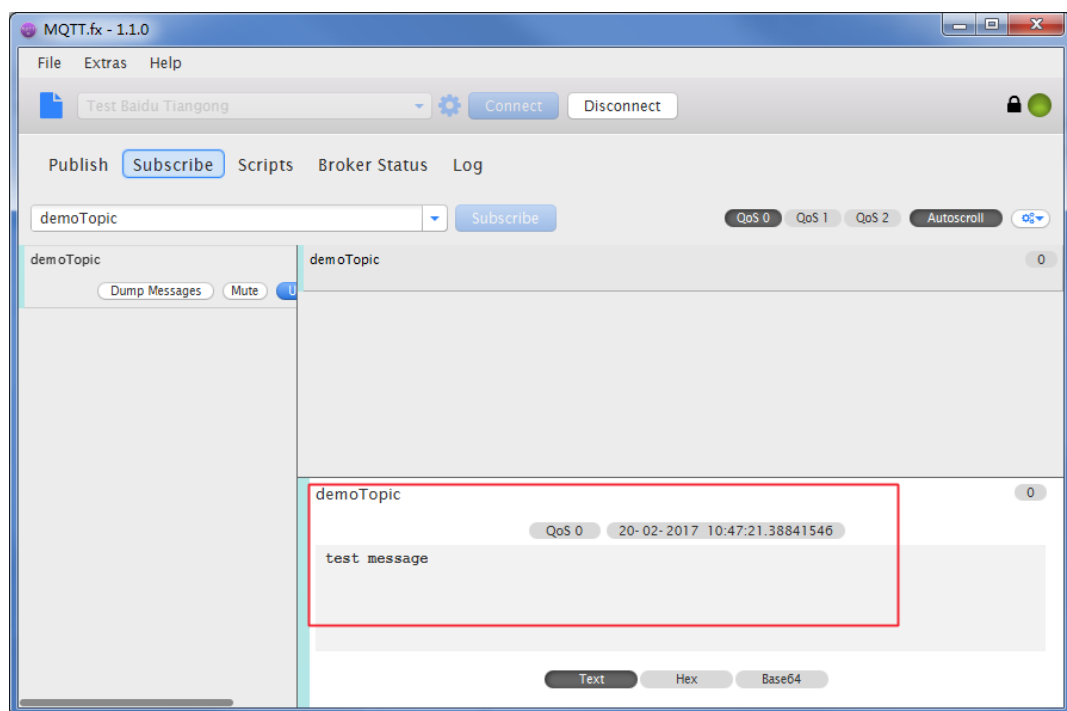 MQTT.fx - 1.1.0
File Extras Help
Test Baidu Tiangong Connect Disconnect
Publish Subscribe Scripts Broker Status Log
demoTopic Subscribe QoS 0 QoS 1 QoS 2 Autoscroll
demoTopic
Dump Messages Mute U
demoTopic 0
demoTopic 0
QoS 0 20-02-2017 10:47:21.38841546
test message
Text Hex Base64